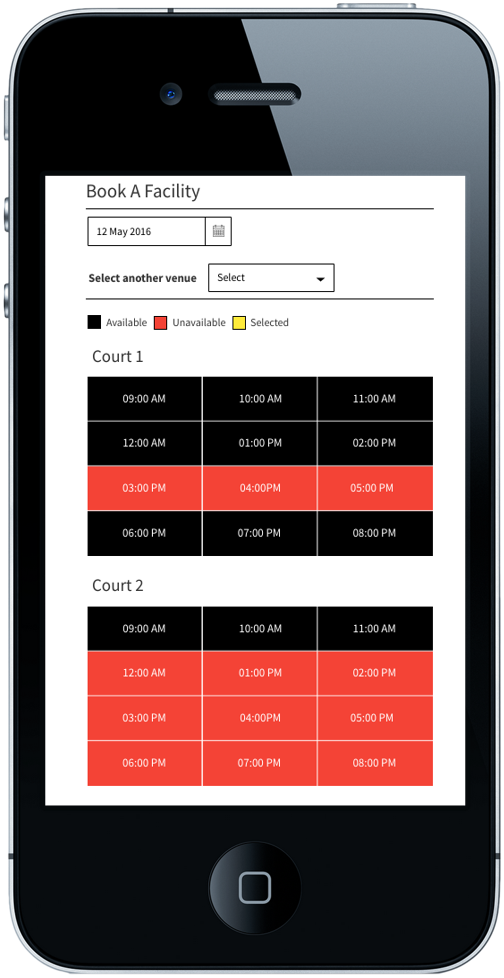 Book A Facility
12 May 2016
Select another venue Select
Available Unavailable Selected
Court 1
09:00 AM 10:00 AM 11:00 AM
12:00 AM 01:00 PM 02:00 PM
03:00 PM 04:00PM 05:00 PM
06:00 PM 07:00 PM 08:00 PM
Court 2
09:00 AM 10:00 AM 11:00 AM
12:00 AM 01:00 PM 02:00 PM
03:00 PM 04:00PM 05:00 PM
06:00 PM 07:00 PM 08:00 PM